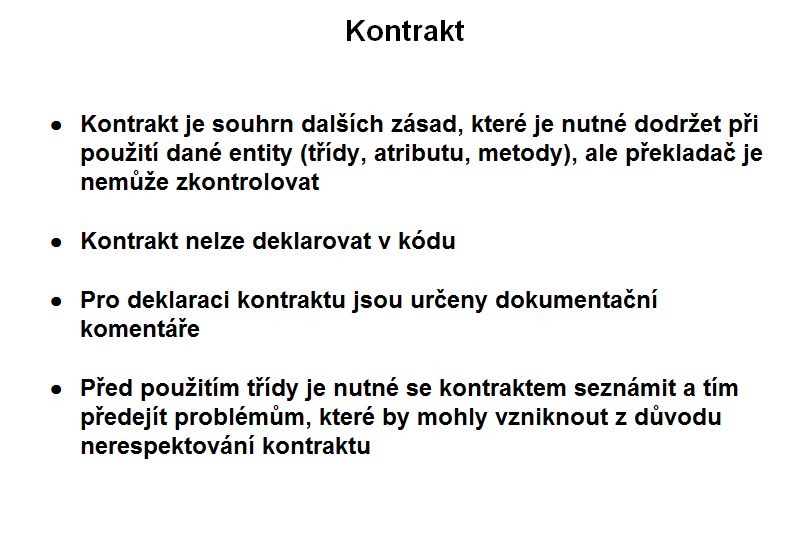 Kontrakt
● Kontrakt je souhrn dalších zásad, které je nutné dodržet při
použití dané entity (třídy, atributu, metody), ale překladač je
nemůže zkontrolovat
● Kontrakt nelze deklarovat v kódu
● Pro deklaraci kontraktu jsou určeny dokumentační
komentáře
● Před použitím třídy je nutné se kontraktem seznámit a tím
předejít problémům, které by mohly vzniknout z důvodu
nerespektování kontraktu